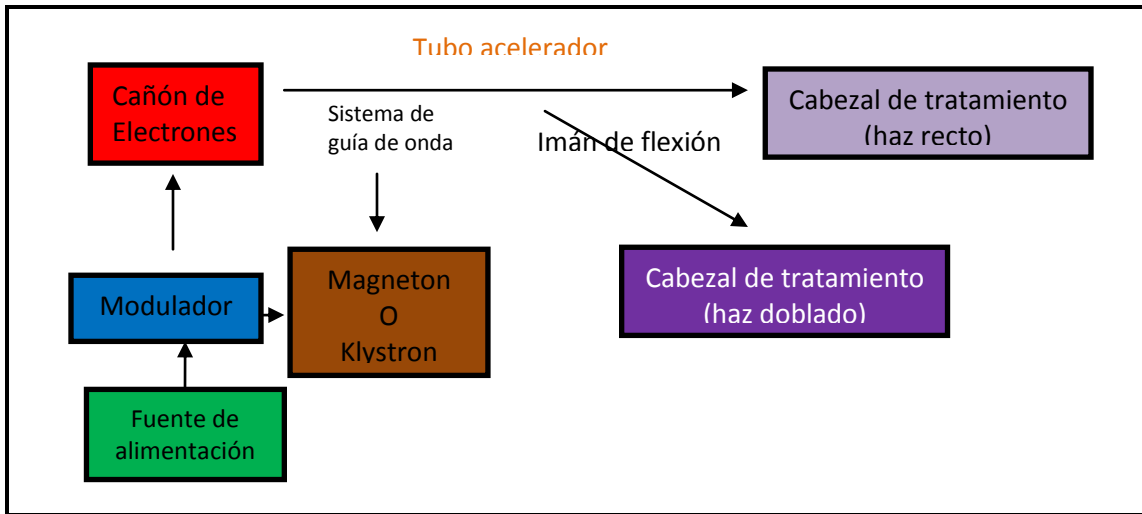 Tubo acelerador
Cañón de
Electrones
Cabezal de tratamiento
(haz recto)
Sistema de
guía de onda
Imán de flexión
Modulador
Magneton
O
Klystron
Cabezal de tratamiento
(haz doblado)
Fuente de
alimentación